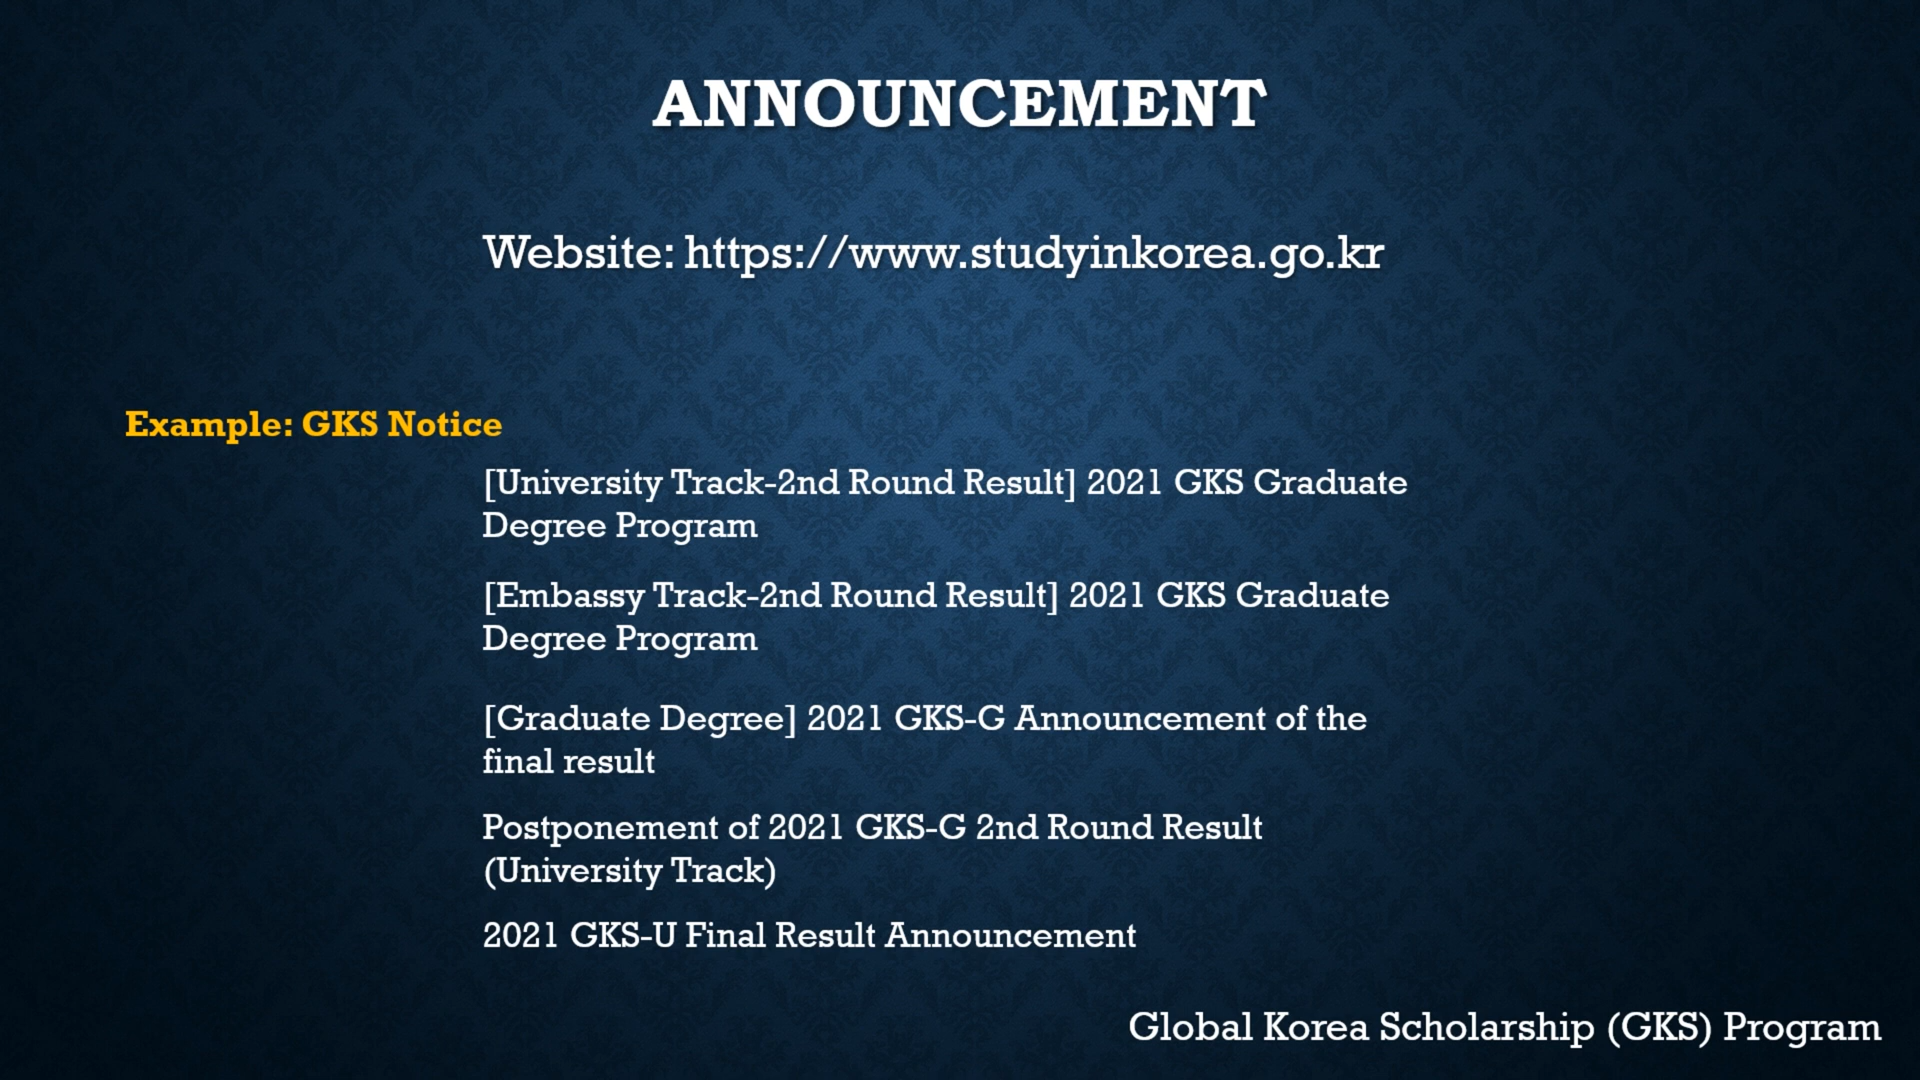 ANNOUNCEMENT
Website: https://www.studyinkorea.go.kr
Example: GKS Notice
[University Track-2nd Round Result] 2021 GKS Graduate
Degree Program
[Embassy Track-2nd Round Result] 2021 GKS Graduate
Degree Program
[Graduate Degree] 2021 GKS-G Announcement of the
final result
Postponement of 2021 GKS-G 2nd Round Result
(University Track)
2021 GKS-U Final Result Announcement
Global Korea Scholarship (GKS) Program